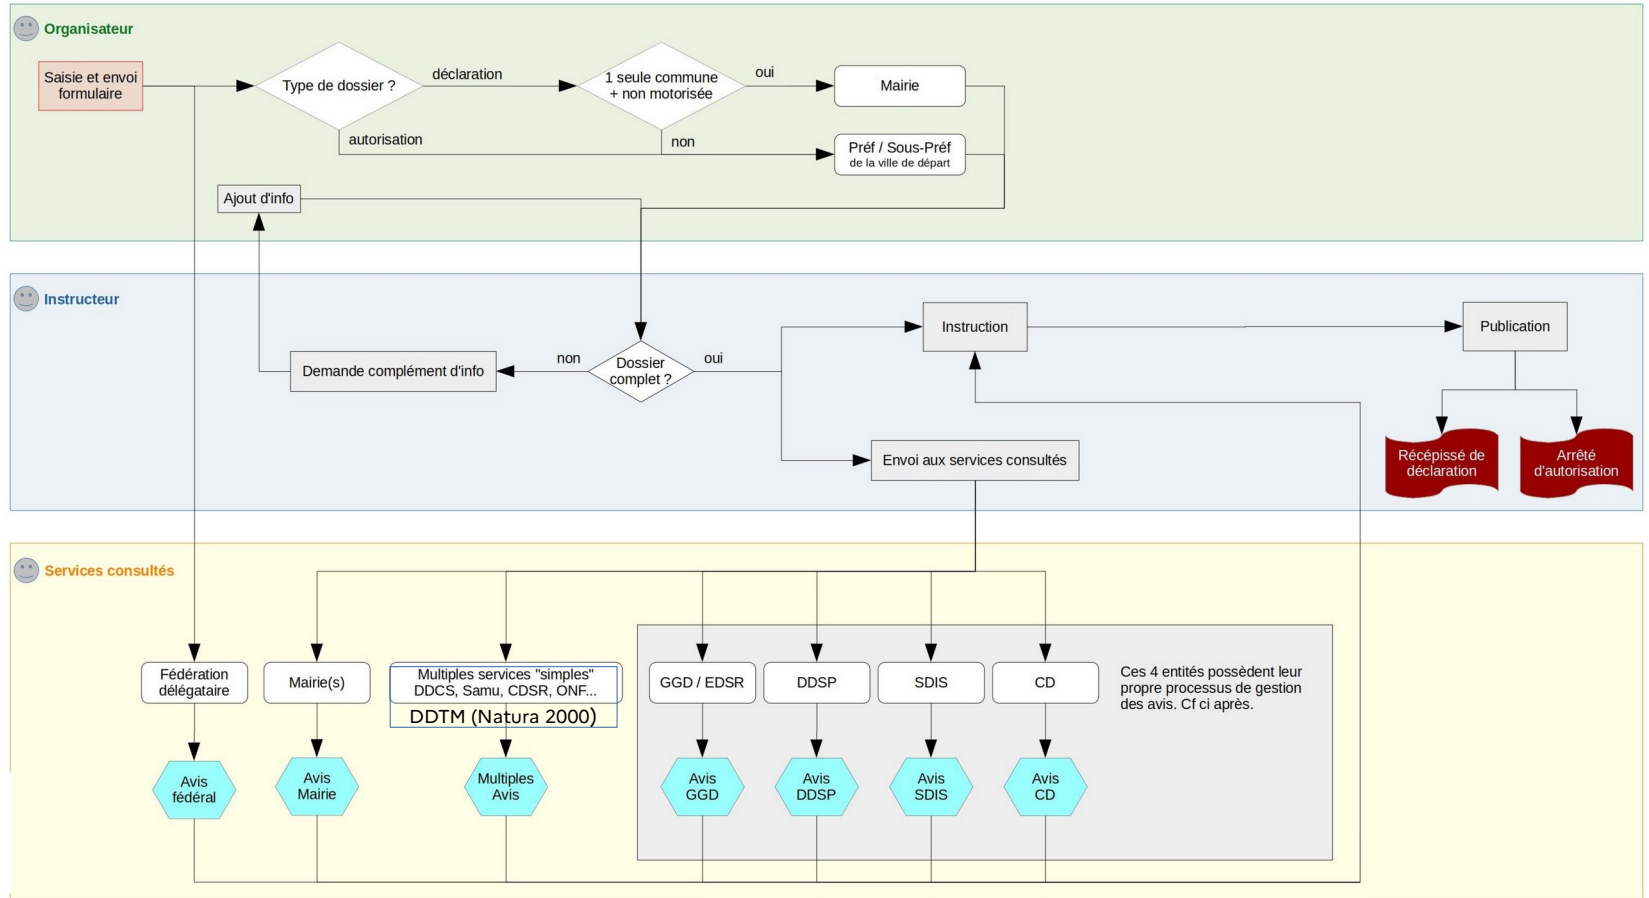 Organisateur
Saisie et envoi
formulaire
Type de dossier ?
déclaration
1 seule commune
+ non motorisée
oui
Mairie
autorisation
non
Préf / Sous-Préf
de la ville de départ
Ajout d'info
Instructeur
Instruction
Publication
Demande complément d'info
non
Dossier
complet ?
oui
Envoi aux services consultés
Récépissé de
déclaration
Arrêté
d'autorisation
Services consultés
Fédération
délégataire
Mairie(s)
Multiples services "simples"
DDCS, Samu, CDSR, ONF...
DDTM (Natura 2000)
GGD / EDSR
DDSP
SDIS
CD
Ces 4 entités possèdent leur
propre processus de gestion
des avis. Cf ci après.
Avis
fédéral
Avis
Mairie
Multiples
Avis
Avis
GGD
Avis
DDSP
Avis
SDIS
Avis
CD